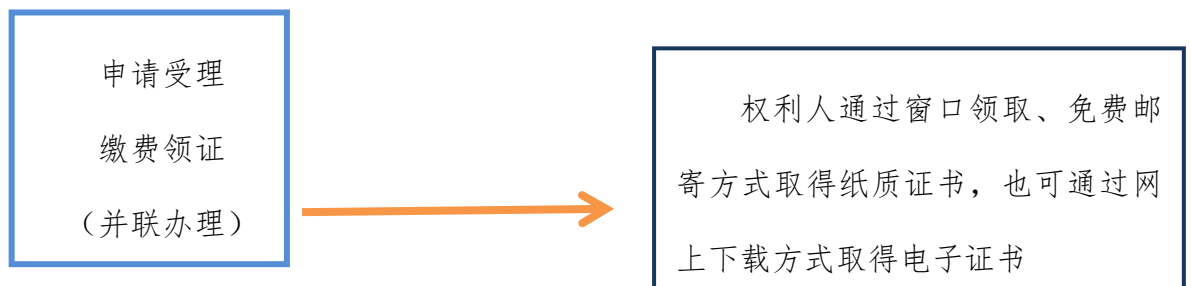 申请受理
缴费领证
（并联办理）
权利人通过窗口领取、免费邮
寄方式取得纸质证书，也可通过网
上下载方式取得电子证书